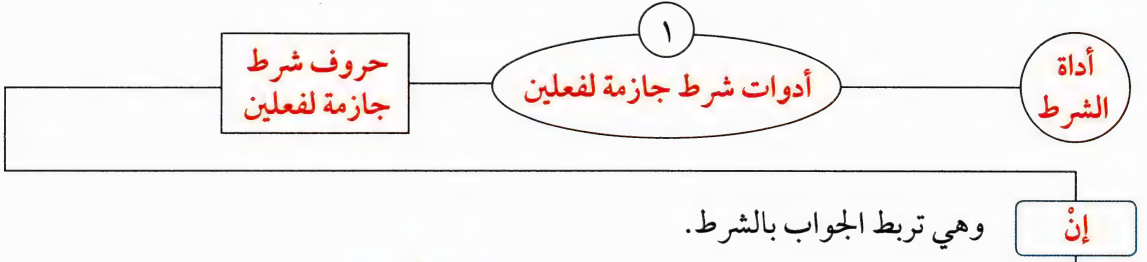 أداة
الشرط
١
أدوات شرط جازمة لفعلين
حروف شرط
جازمة لفعلين
إنْ
وهي تربط الجواب بالشرط.